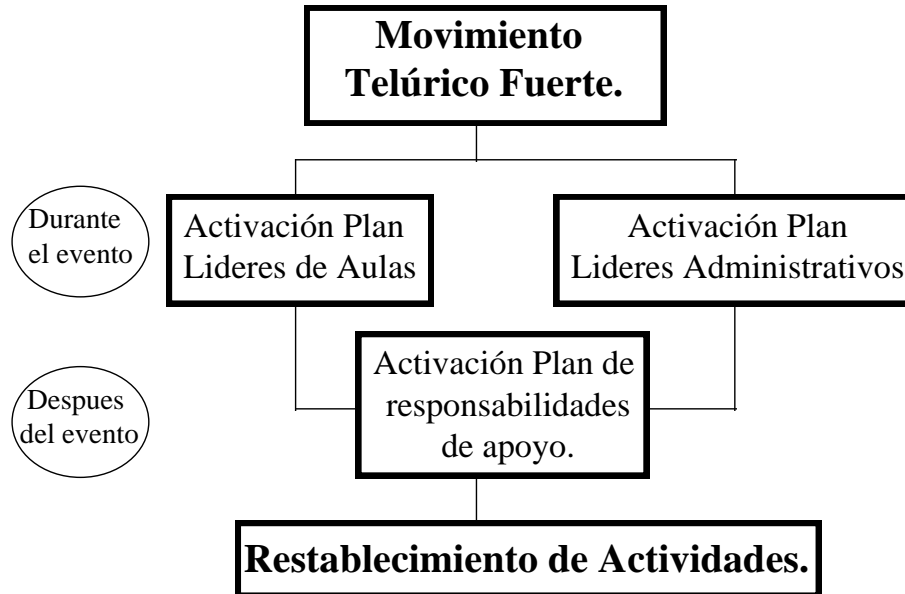 Movimiento
Telúrico Fuerte.
Durante
el evento
Activación Plan
Lideres de Aulas
Activación Plan
Lideres Administrativos
Despues
del evento
Activación Plan de
responsabilidades
de apoyo.
Restablecimiento de Actividades.